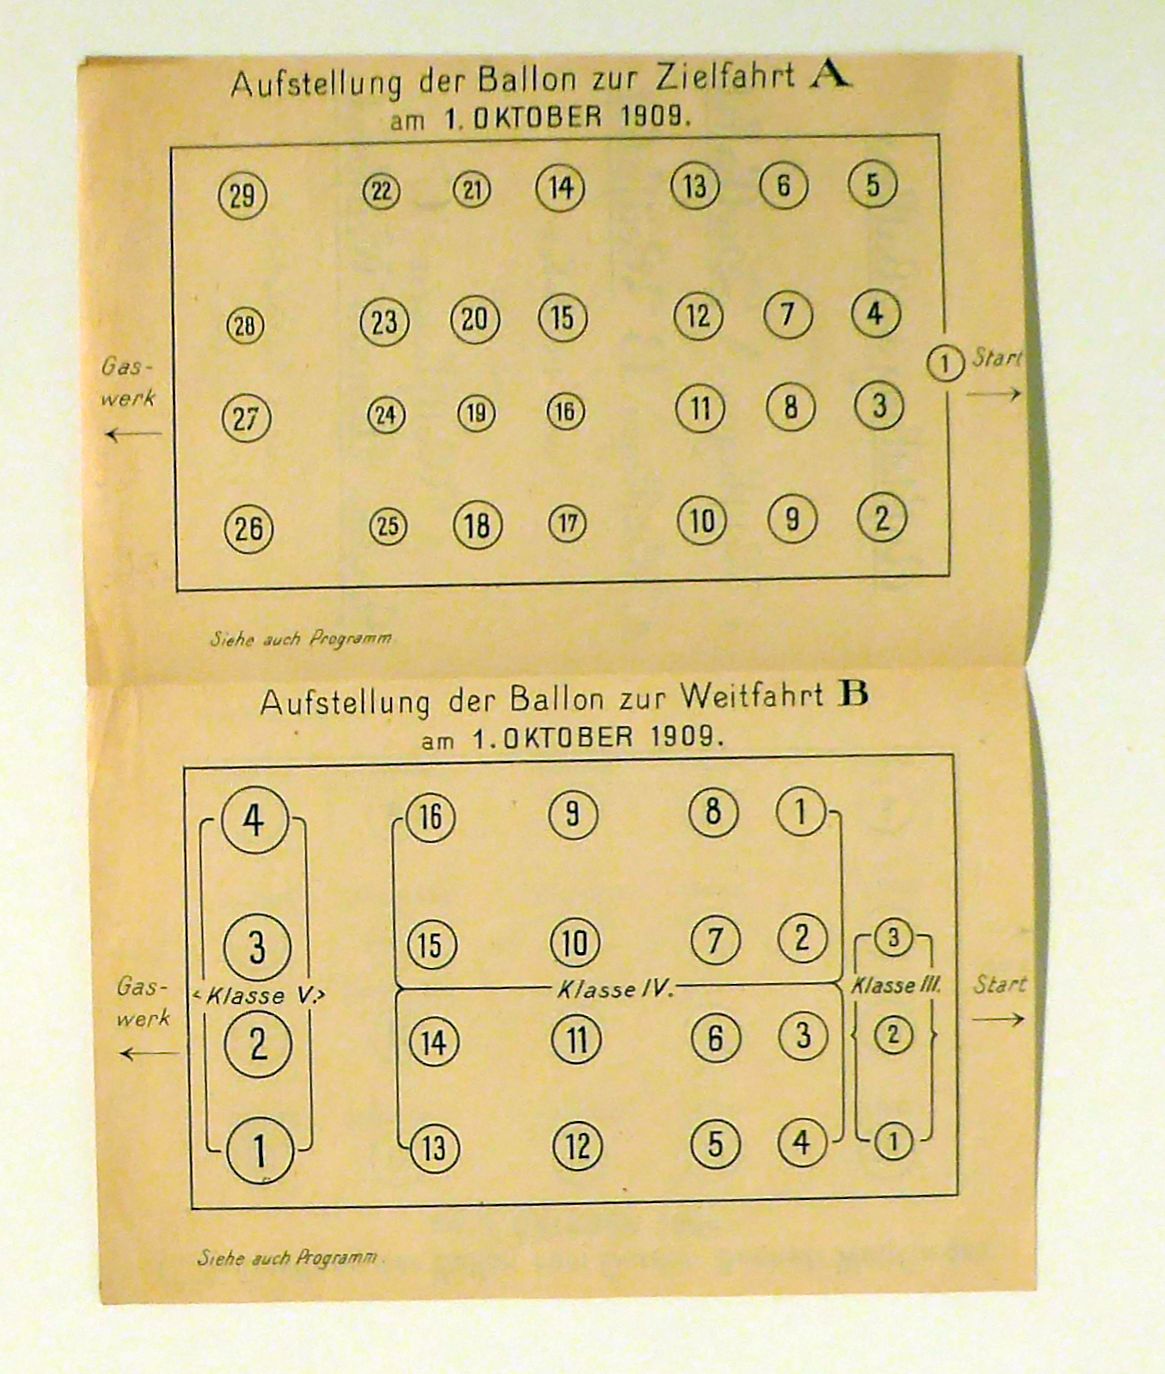 Aufstellung der Ballon zur Zielfahrt A
am 1. OKTOBER 1909.
29 22 21 14 13 6 5
28 23 20 15 12 7 4
1 Start
Gas-
werk
27 24 19 16 11 8 3
26 25 18 17 10 9 2
Siehe auch Programm
Aufstellung der Ballon zur Weitfahrt B
am 1. OKTOBER 1909.
4 16 9 8 1
3 15 10 7 2 3
Klasse V. Klasse IV. Klasse III.
Gas-
werk
Start
2 14 11 6 3 2
1 13 12 5 4 1
Siehe auch Programm.